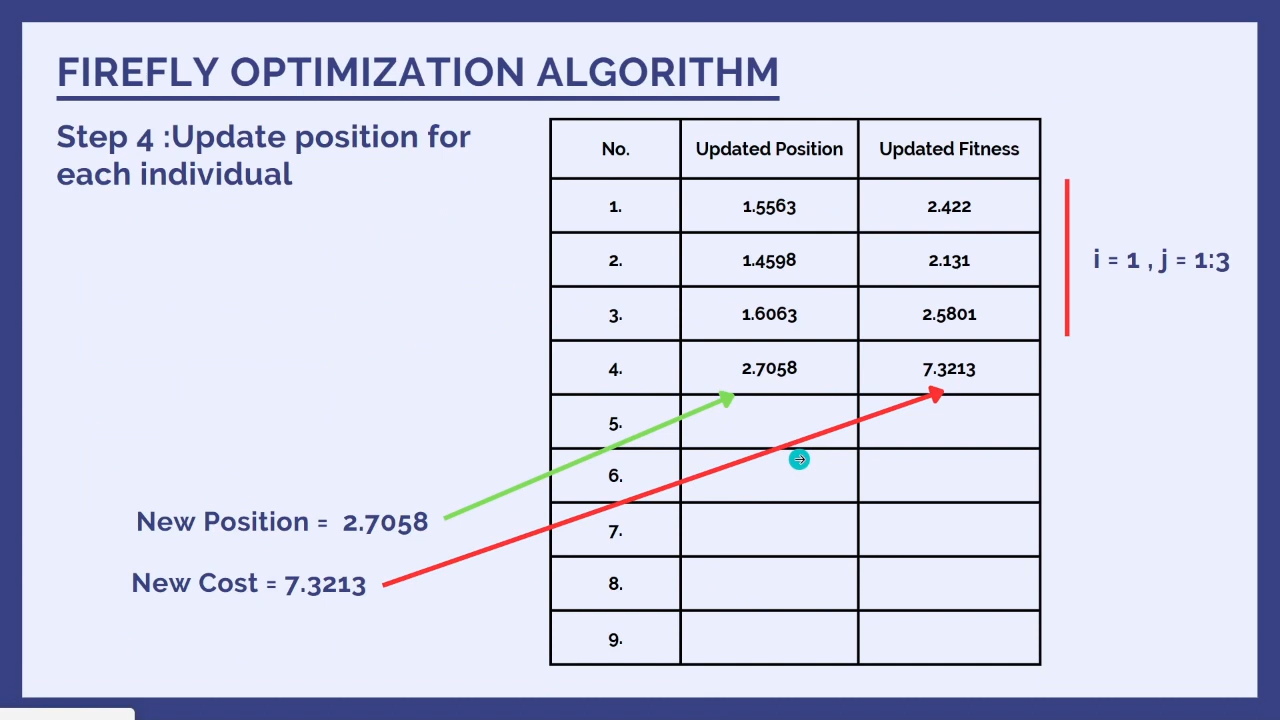 FIREFLY OPTIMIZATION ALGORITHM
Step 4 :Update position for
each individual
No. Updated Position Updated Fitness
1. 1.5563 2.422
2. 1.4598 2.131
3. 1.6063 2.5801
4. 2.7058 7.3213
5.
6.
7.
8.
9.
i = 1 , j = 1:3
New Position = 2.7058
New Cost = 7.3213